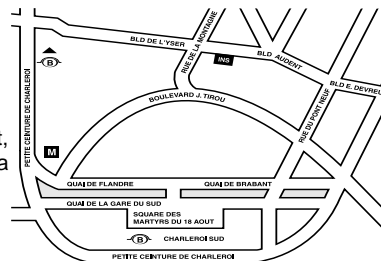 BLD DE L'YSER
RUE DE LA MONTAGNE
INS
BLD AUDENT
BLD E. DEVREU
B
PETITE CEINTURE DE CHARLEROI
BOULEVARD J. TIROU
RUE DU PONT NEUF
t,
a
M
QUAI DE FLANDRE
QUAI DE BRABANT
QUAI DE LA GARE DU SUD
SQUARE DES
MARTYRS DU 18 AOUT
B CHARLEROI SUD
PETITE CEINTURE DE CHARLEROI